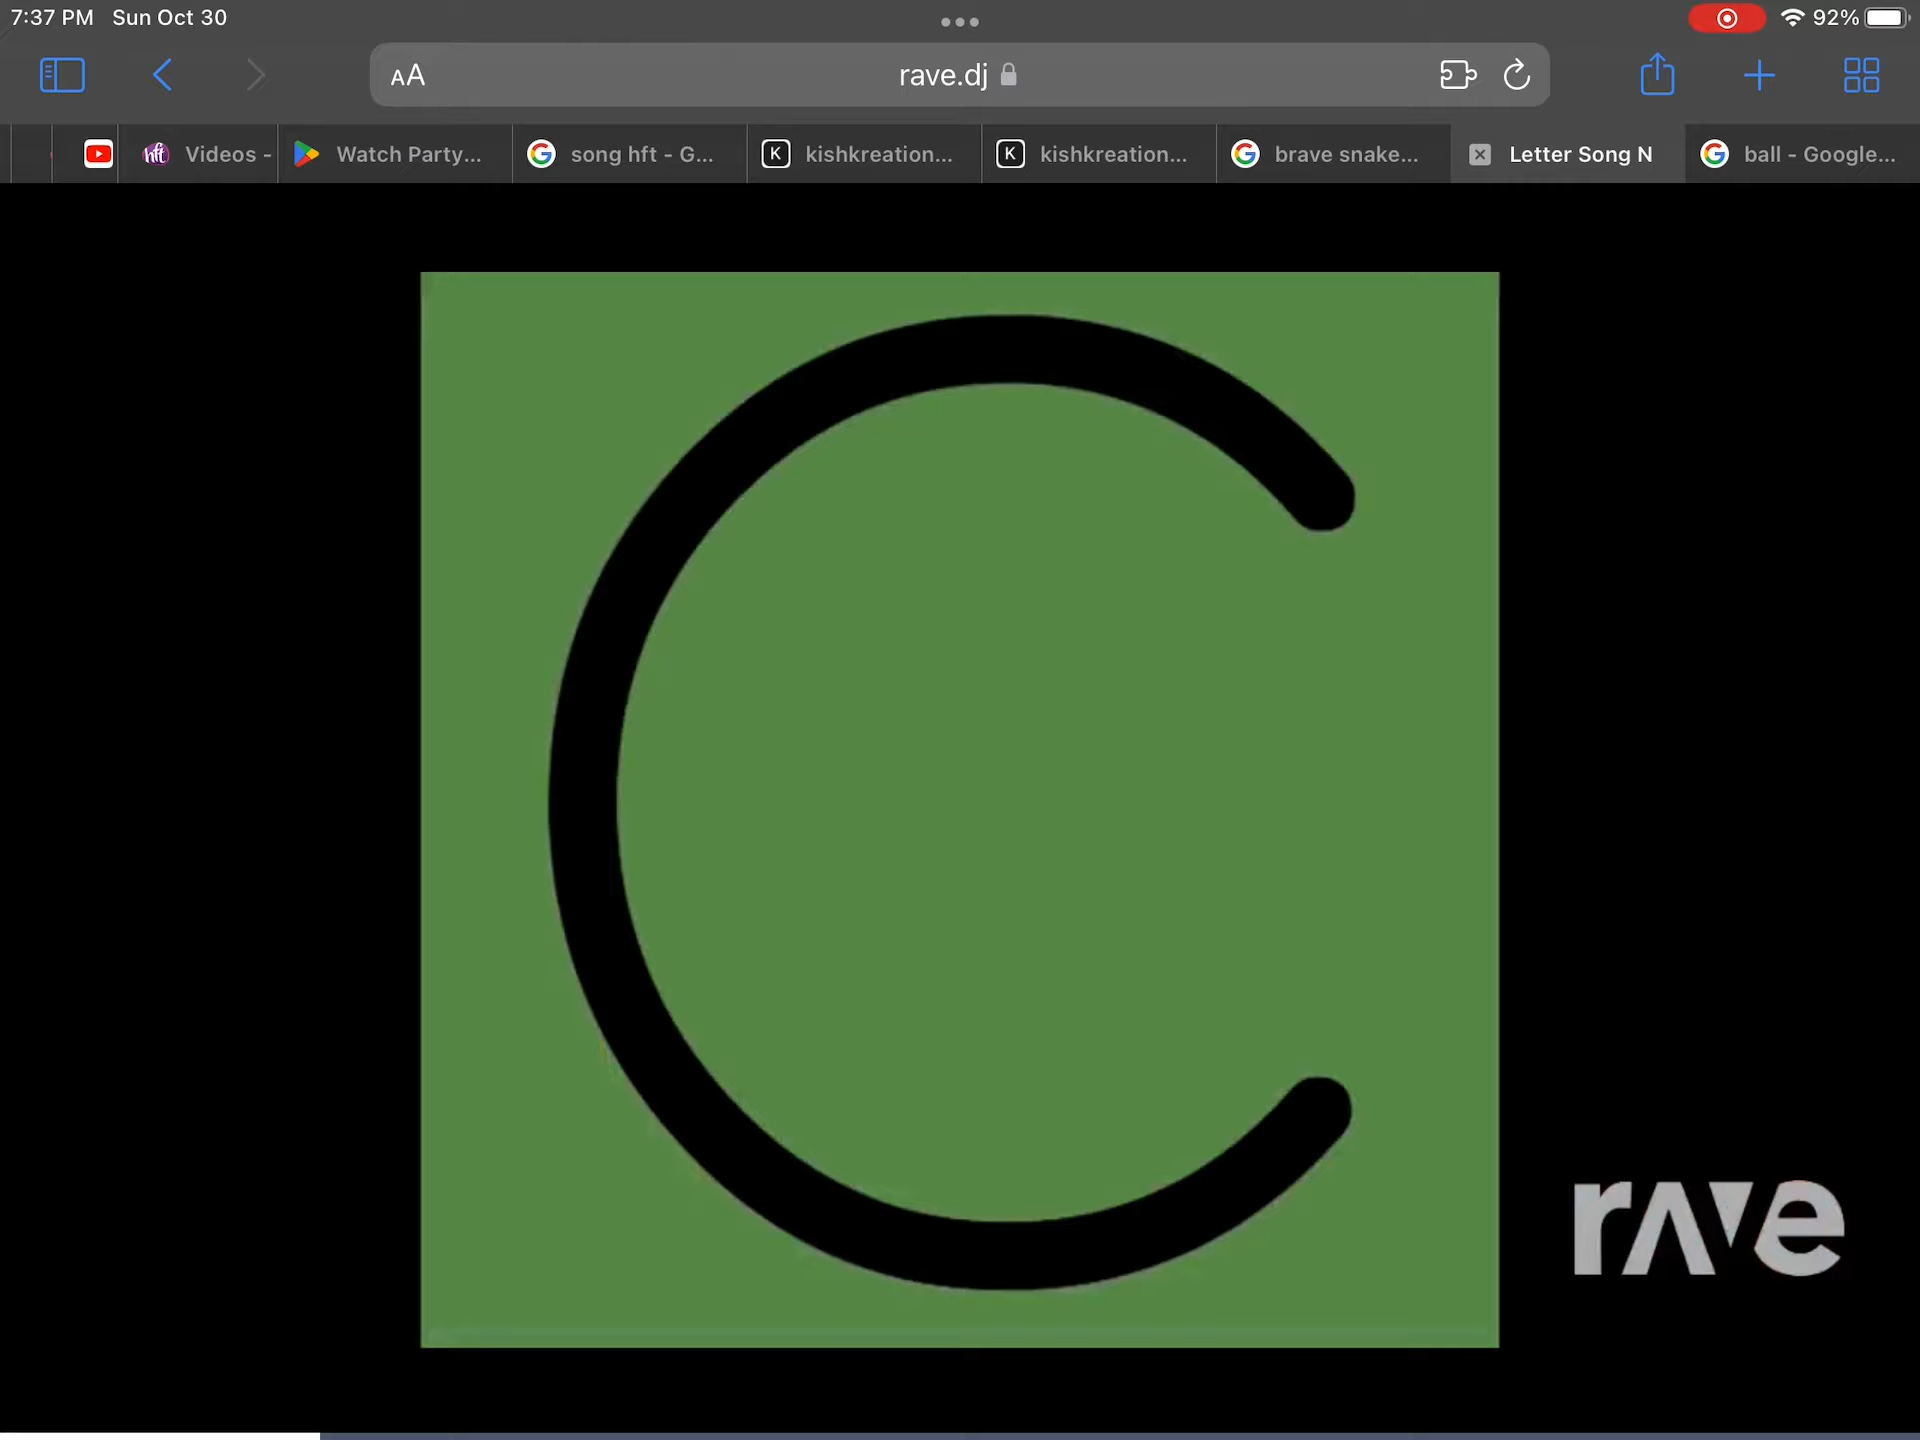 7:37 PM Sun Oct 30
92%
AA
rave.dj
hft Videos -
Watch Party...
song hft - G...
K kishkreation...
K kishkreation...
brave snake...
Letter Song N
ball - Google...
C
rave